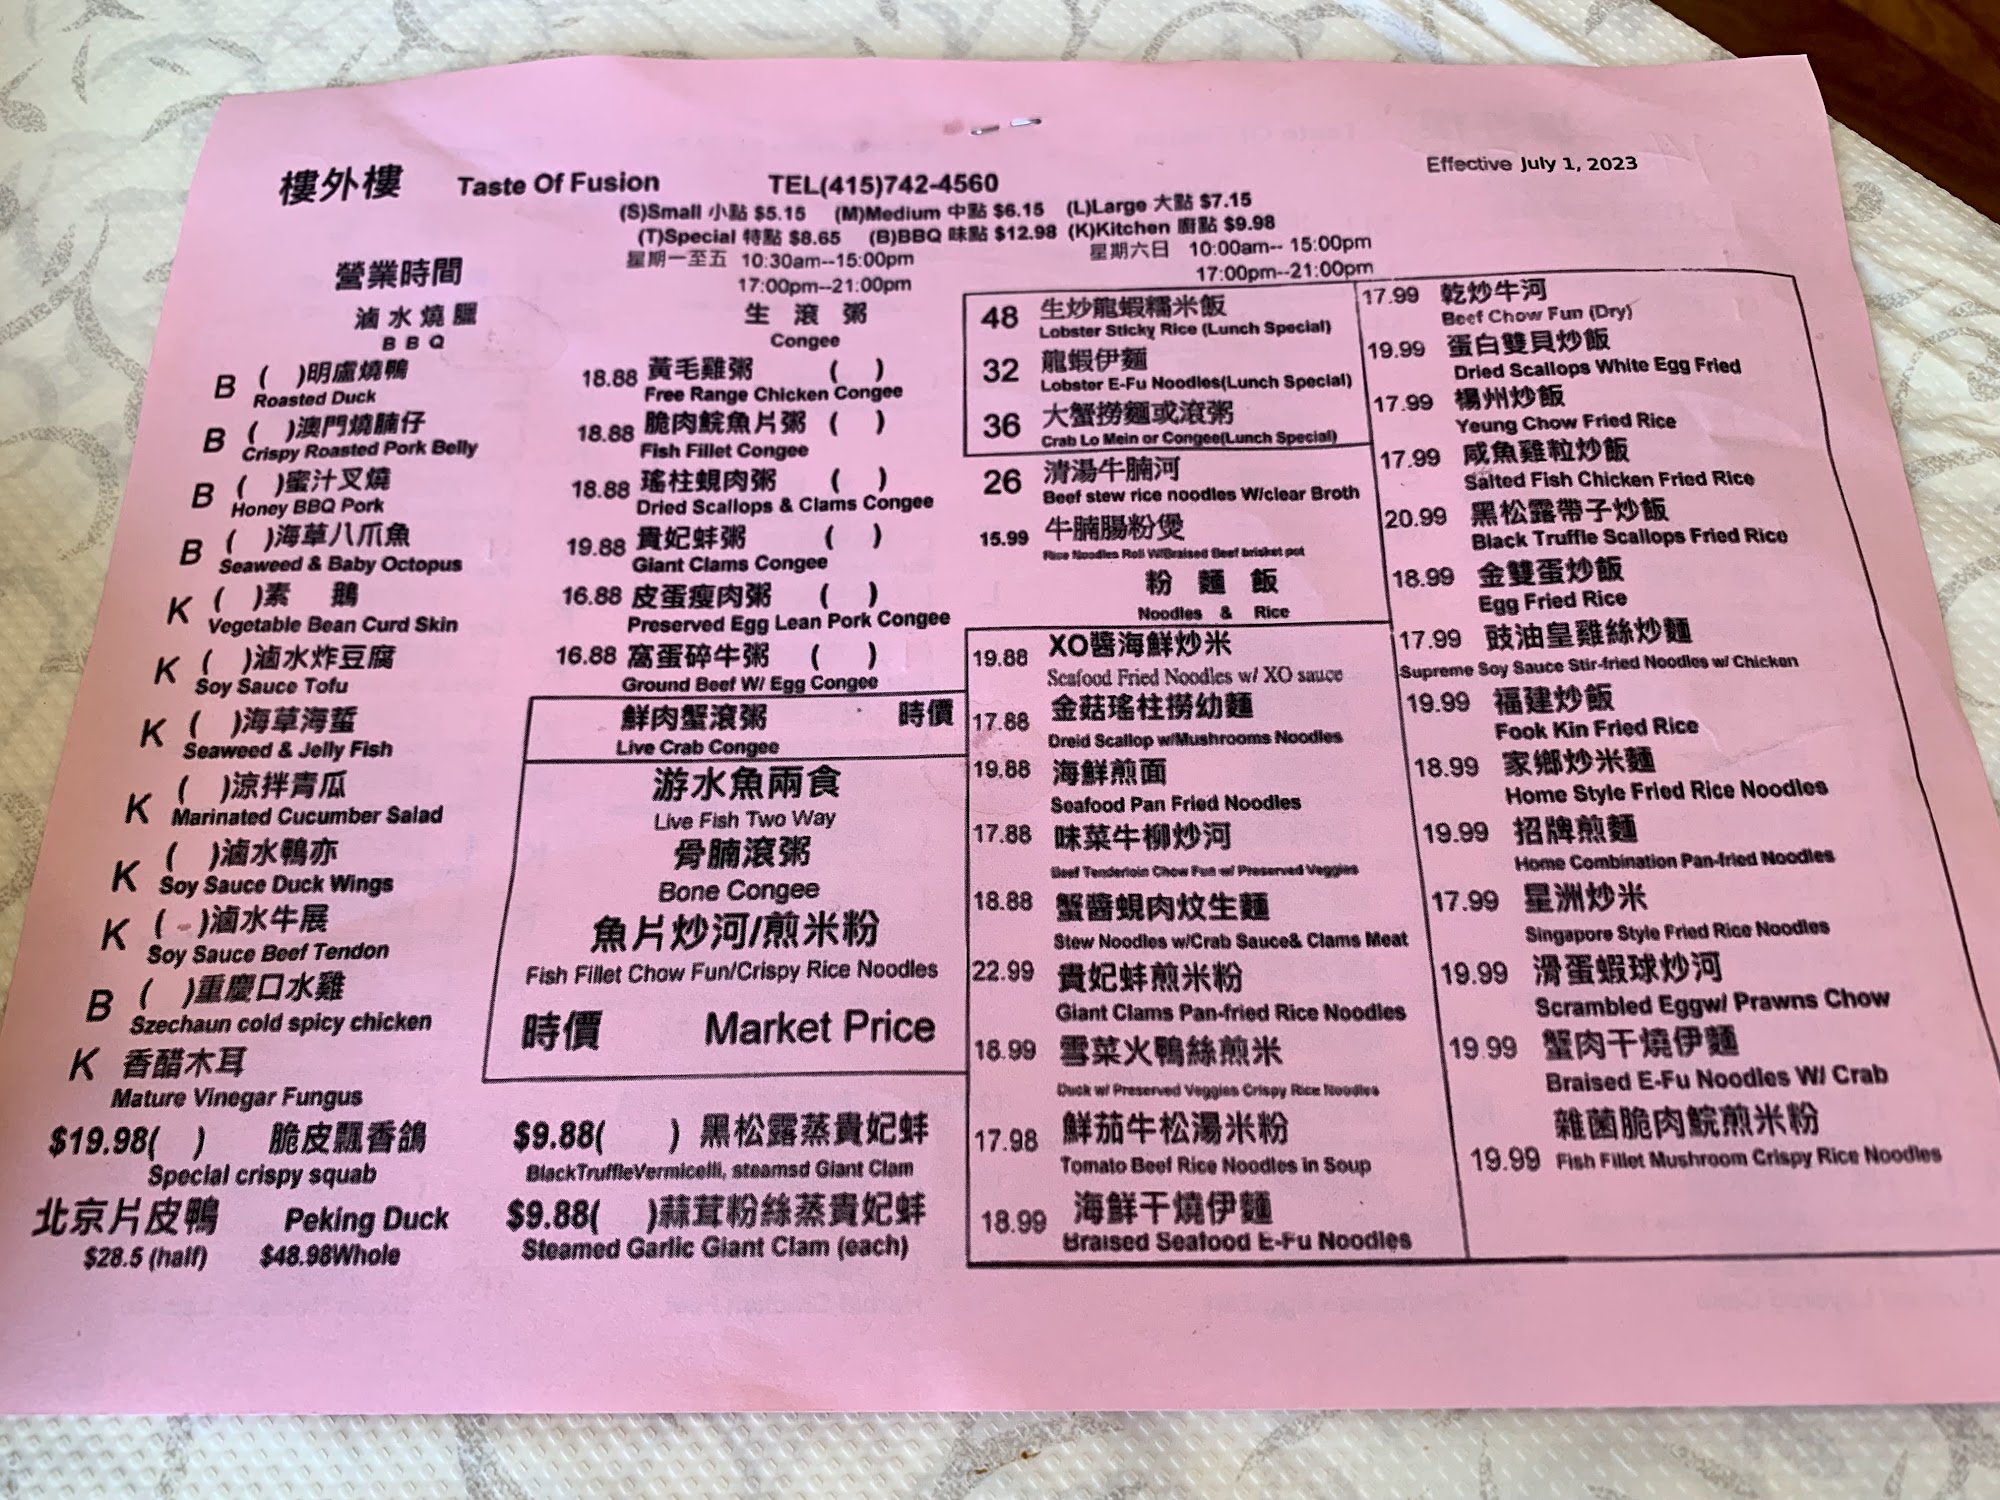 樓外樓 Taste Of Fusion TEL(415)742-4560
Effective July 1, 2023
(S)Small 小點 $5.15 (M)Medium 中點 $6.15 (L)Large 大點 $7.15
(T)Special 特點 $8.65 (B)BBQ 味點 $12.98 (K)Kitchen 廚點 $9.98
營業時間
星期一至五 10:30am--15:00pm
17:00pm--21:00pm
星期六日 10:00am-- 15:00pm
17:00pm--21:00pm
滷水燒臘
BBQ
B ( )明盧燒鴨
Roasted Duck
B ( )澳門燒腩仔
Crispy Roasted Pork Belly
B ( )蜜汁叉燒
Honey BBQ Pork
B ( )海草八爪魚
Seaweed & Baby Octopus
K ( )素 鵝
Vegetable Bean Curd Skin
K ( )滷水炸豆腐
Soy Sauce Tofu
K ( )海草海蜇
Seaweed & Jelly Fish
K ( )涼拌青瓜
Marinated Cucumber Salad
K ( )滷水鴨亦
Soy Sauce Duck Wings
K ( )滷水牛展
Soy Sauce Beef Tendon
B ( )重慶口水雞
Szechaun cold spicy chicken
K 香醋木耳
Mature Vinegar Fungus
$19.98( ) 脆皮飄香鴿
Special crispy squab
北京片皮鴨 Peking Duck
$28.5 (half) $48.98Whole
生滾粥
Congee
18.88 黃毛雞粥 ( )
Free Range Chicken Congee
18.88 脆肉鯇魚片粥 ( )
Fish Fillet Congee
18.88 瑤柱蜆肉粥 ( )
Dried Scallops & Clams Congee
19.88 貴妃蚌粥 ( )
Giant Clams Congee
16.88 皮蛋瘦肉粥 ( )
Preserved Egg Lean Pork Congee
16.88 窩蛋碎牛粥 ( )
Ground Beef W/ Egg Congee
鮮肉蟹滾粥 時價
Live Crab Congee
游水魚兩食
Live Fish Two Way
骨腩滾粥
Bone Congee
魚片炒河/煎米粉
Fish Fillet Chow Fun/Crispy Rice Noodles
時價 Market Price
$9.88( ) 黑松露蒸貴妃蚌
BlackTruffleVermicelli, steamsd Giant Clam
$9.88( )蒜茸粉絲蒸貴妃蚌
Steamed Garlic Giant Clam (each)
48 生炒龍蝦糯米飯
Lobster Sticky Rice (Lunch Special)
32 龍蝦伊麵
Lobster E-Fu Noodles(Lunch Special)
36 大蟹撈麵或滾粥
Crab Lo Mein or Congee(Lunch Special)
26 清湯牛腩河
Beef stew rice noodles W/clear Broth
15.99 牛腩腸粉煲
Rice Noodles Roll W/Braised Beef brisket pot
粉麵飯
Noodles & Rice
19.88 XO醬海鮮炒米
Seafood Fried Noodles w/ XO sauce
17.88 金菇瑤柱撈幼麵
Dreid Scallop w/Mushrooms Noodles
19.88 海鮮煎面
Seafood Pan Fried Noodles
17.88 味菜牛柳炒河
Beef Tenderloin Chow Fun w/ Preserved Veggies
18.88 蟹醬蜆肉炆生麵
Stew Noodles w/Crab Sauce& Clams Meat
22.99 貴妃蚌煎米粉
Giant Clams Pan-fried Rice Noodles
18.99 雪菜火鴨絲煎米
Duck w/ Preserved Veggies Crispy Rice Noodles
17.98 鮮茄牛松湯米粉
Tomato Beef Rice Noodles in Soup
18.99 海鮮干燒伊麵
Braised Seafood E-Fu Noodles
17.99 乾炒牛河
Beef Chow Fun (Dry)
19.99 蛋白雙貝炒飯
Dried Scallops White Egg Fried
17.99 楊州炒飯
Yeung Chow Fried Rice
17.99 咸魚雞粒炒飯
Salted Fish Chicken Fried Rice
20.99 黑松露帶子炒飯
Black Truffle Scallops Fried Rice
18.99 金雙蛋炒飯
Egg Fried Rice
17.99 豉油皇雞絲炒麵
Supreme Soy Sauce Stir-fried Noodles w/ Chicken
19.99 福建炒飯
Fook Kin Fried Rice
18.99 家鄉炒米麵
Home Style Fried Rice Noodles
19.99 招牌煎麵
Home Combination Pan-fried Noodles
17.99 星洲炒米
Singapore Style Fried Rice Noodles
19.99 滑蛋蝦球炒河
Scrambled Eggw/ Prawns Chow
19.99 蟹肉干燒伊麵
Braised E-Fu Noodles W/ Crab
雜菌脆肉鯇煎米粉
19.99 Fish Fillet Mushroom Crispy Rice Noodles